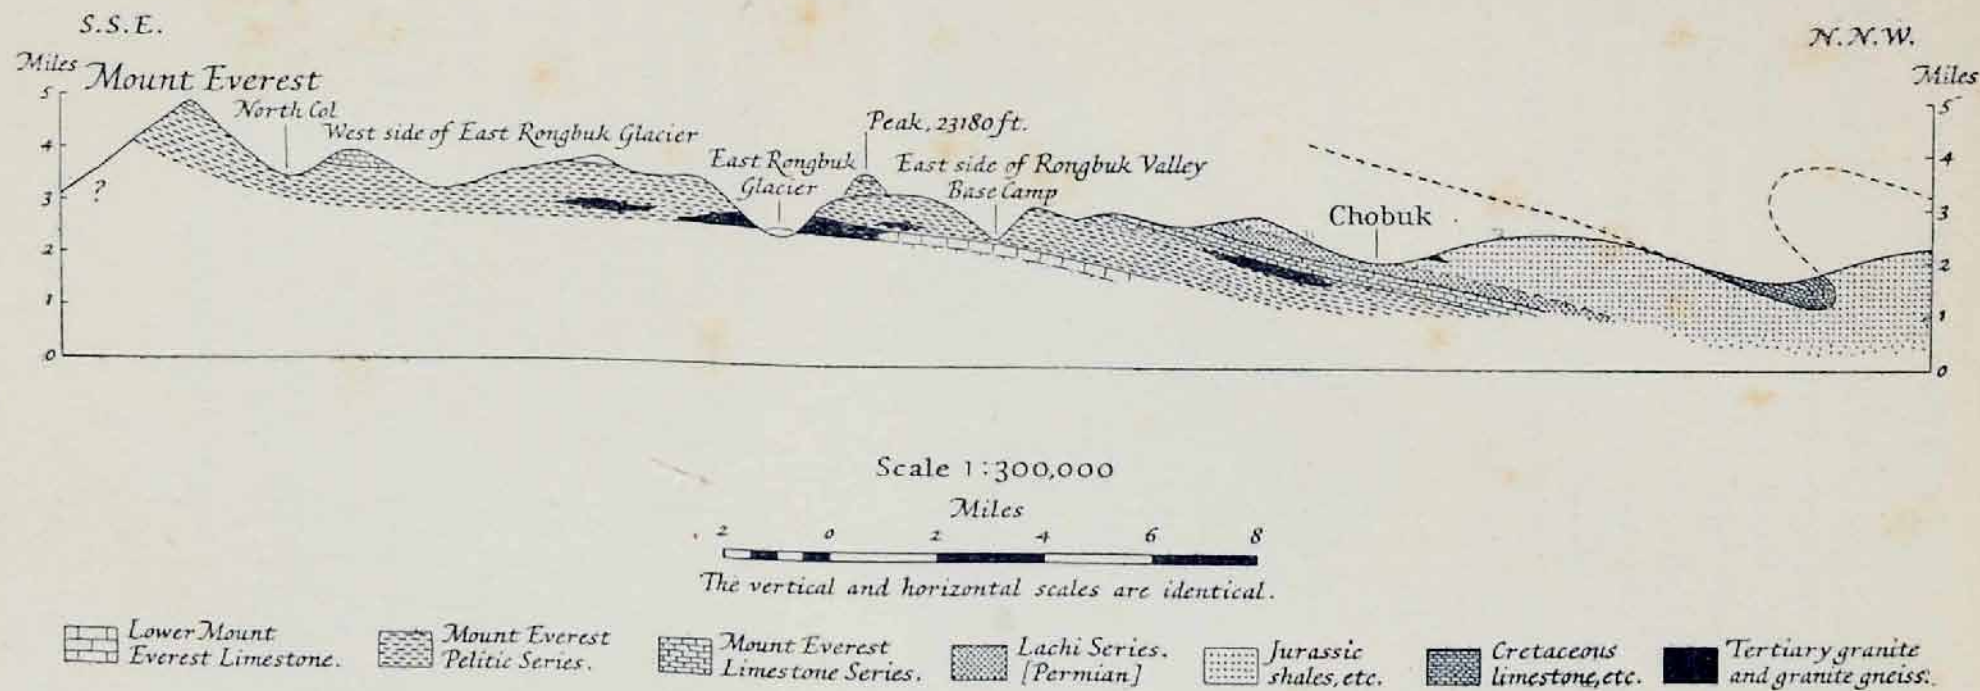 S.S.E.
N.N.W.
Miles
Mount Everest
Miles
North Col
West side of East Rongbuk Glacier
Peak, 23180 ft.
East Rongbuk
Glacier
East side of Rongbuk Valley
Base Camp
Chobuk
?
5
4
3
2
1
0
5
4
3
2
1
0
Scale 1:300,000
Miles
2 0 2 4 6 8
The vertical and horizontal scales are identical.
Lower Mount
Everest Limestone.
Mount Everest
Pelitic Series.
Mount Everest
Limestone Series.
Lachi Series.
[Permian]
Jurassic
shales, etc.
Cretaceous
limestone, etc.
Tertiary granite
and granite gneiss.